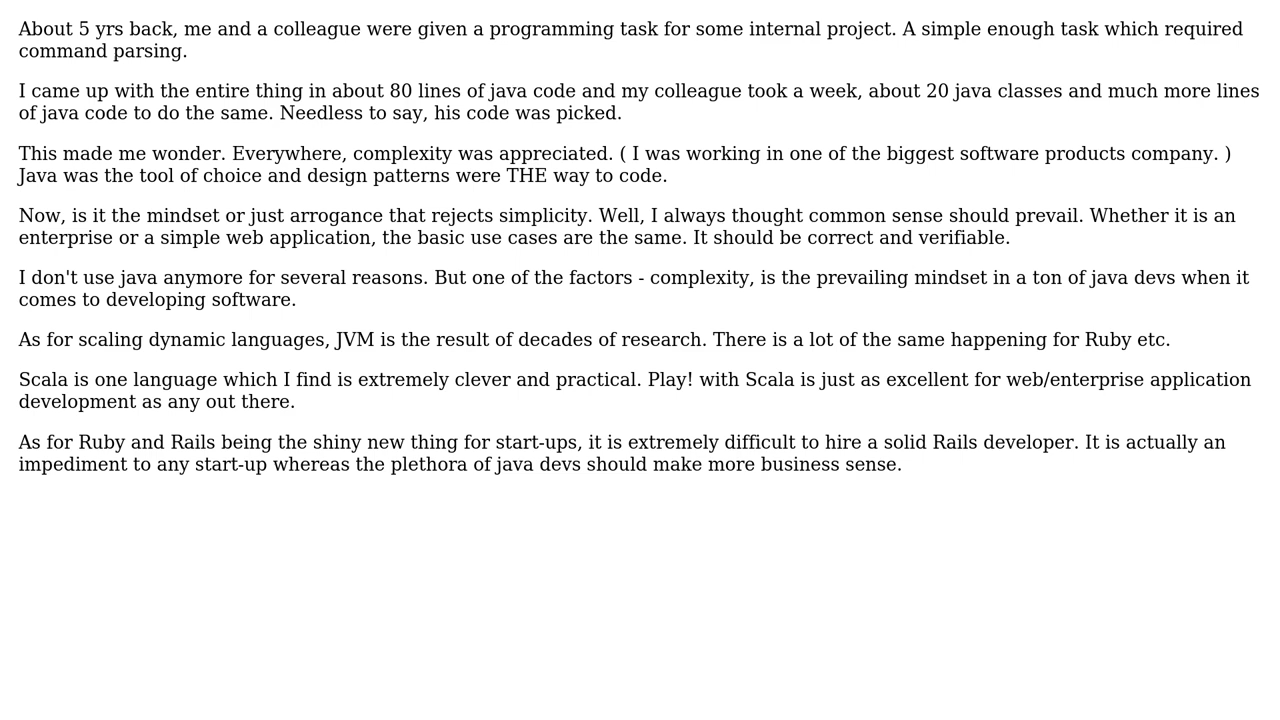 About 5 yrs back, me and a colleague were given a programming task for some internal project. A simple enough task which required
command parsing.
I came up with the entire thing in about 80 lines of java code and my colleague took a week, about 20 java classes and much more lines
of java code to do the same. Needless to say, his code was picked.
This made me wonder. Everywhere, complexity was appreciated. ( I was working in one of the biggest software products company. )
Java was the tool of choice and design patterns were THE way to code.
Now, is it the mindset or just arrogance that rejects simplicity. Well, I always thought common sense should prevail. Whether it is an
enterprise or a simple web application, the basic use cases are the same. It should be correct and verifiable.
I don't use java anymore for several reasons. But one of the factors - complexity, is the prevailing mindset in a ton of java devs when it
comes to developing software.
As for scaling dynamic languages, JVM is the result of decades of research. There is a lot of the same happening for Ruby etc.
Scala is one language which I find is extremely clever and practical. Play! with Scala is just as excellent for web/enterprise application
development as any out there.
As for Ruby and Rails being the shiny new thing for start-ups, it is extremely difficult to hire a solid Rails developer. It is actually an
impediment to any start-up whereas the plethora of java devs should make more business sense.